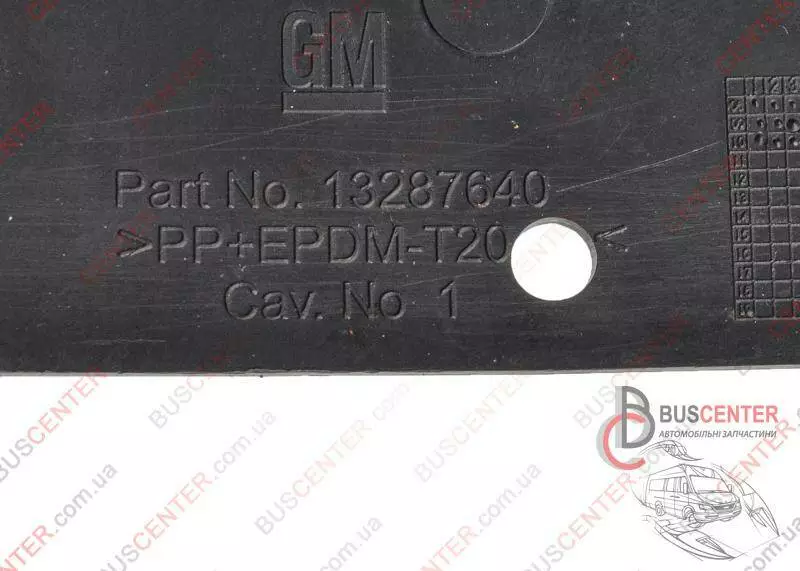 GM
Part No. 13287640
>PP+EPDM-T20 <
Cav. No 1
BUSCENTER
АВТОМОБІЛЬНІ ЗАПЧАСТИНИ
BUSCENTER.com.ua